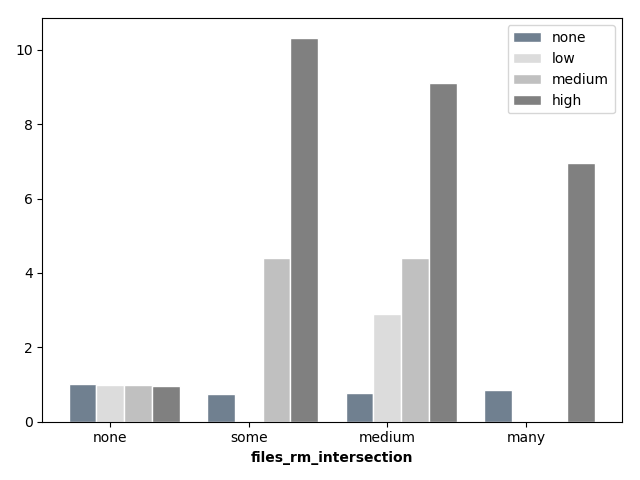 10
8
6
4
2
0
none
some
medium
many
files_rm_intersection
none
low
medium
high